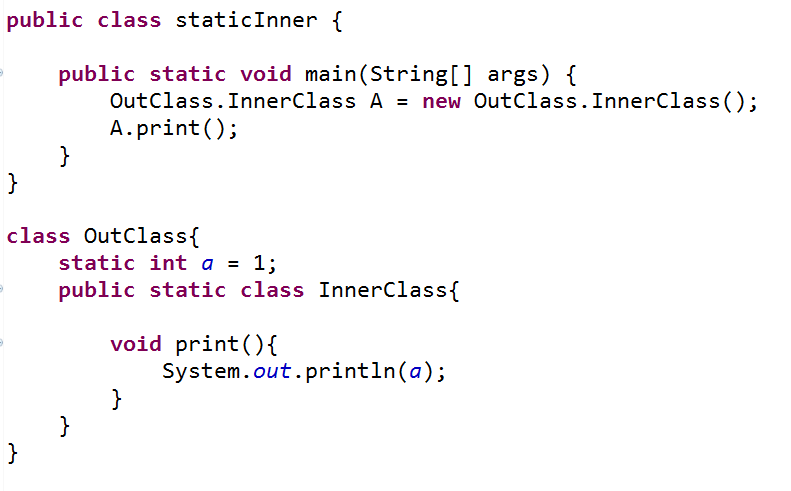 public class staticInner {
    public static void main(String[] args) {
        OutClass.InnerClass A = new OutClass.InnerClass();
        A.print();
    }
}
class OutClass{
    static int a = 1;
    public static class InnerClass{
        void print(){
            System.out.println(a);
        }
    }
}